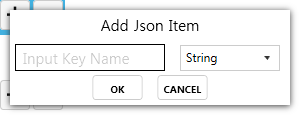 Add Json Item
Input Key Name
String
OK
CANCEL